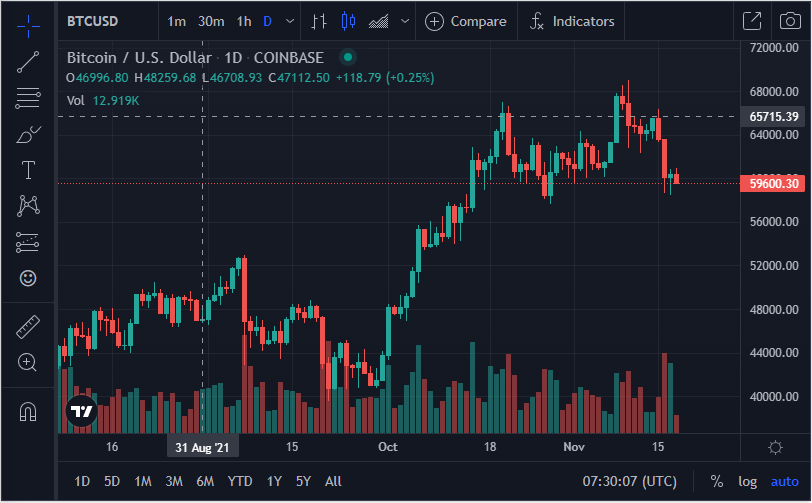 BTCUSD 1m 30m 1h D Compare Indicators
Bitcoin / U.S. Dollar · 1D · COINBASE
O46996.80 H48259.68 L46708.93 C47112.50 +118.79 (+0.25%)
Vol 12.919K
72000.00
68000.00
65715.39
64000.00
59600.30
56000.00
52000.00
48000.00
44000.00
40000.00
16 31 Aug '21 15 Oct 18 Nov 15
1D 5D 1M 3M 6M YTD 1Y 5Y All 07:30:07 (UTC) % log auto